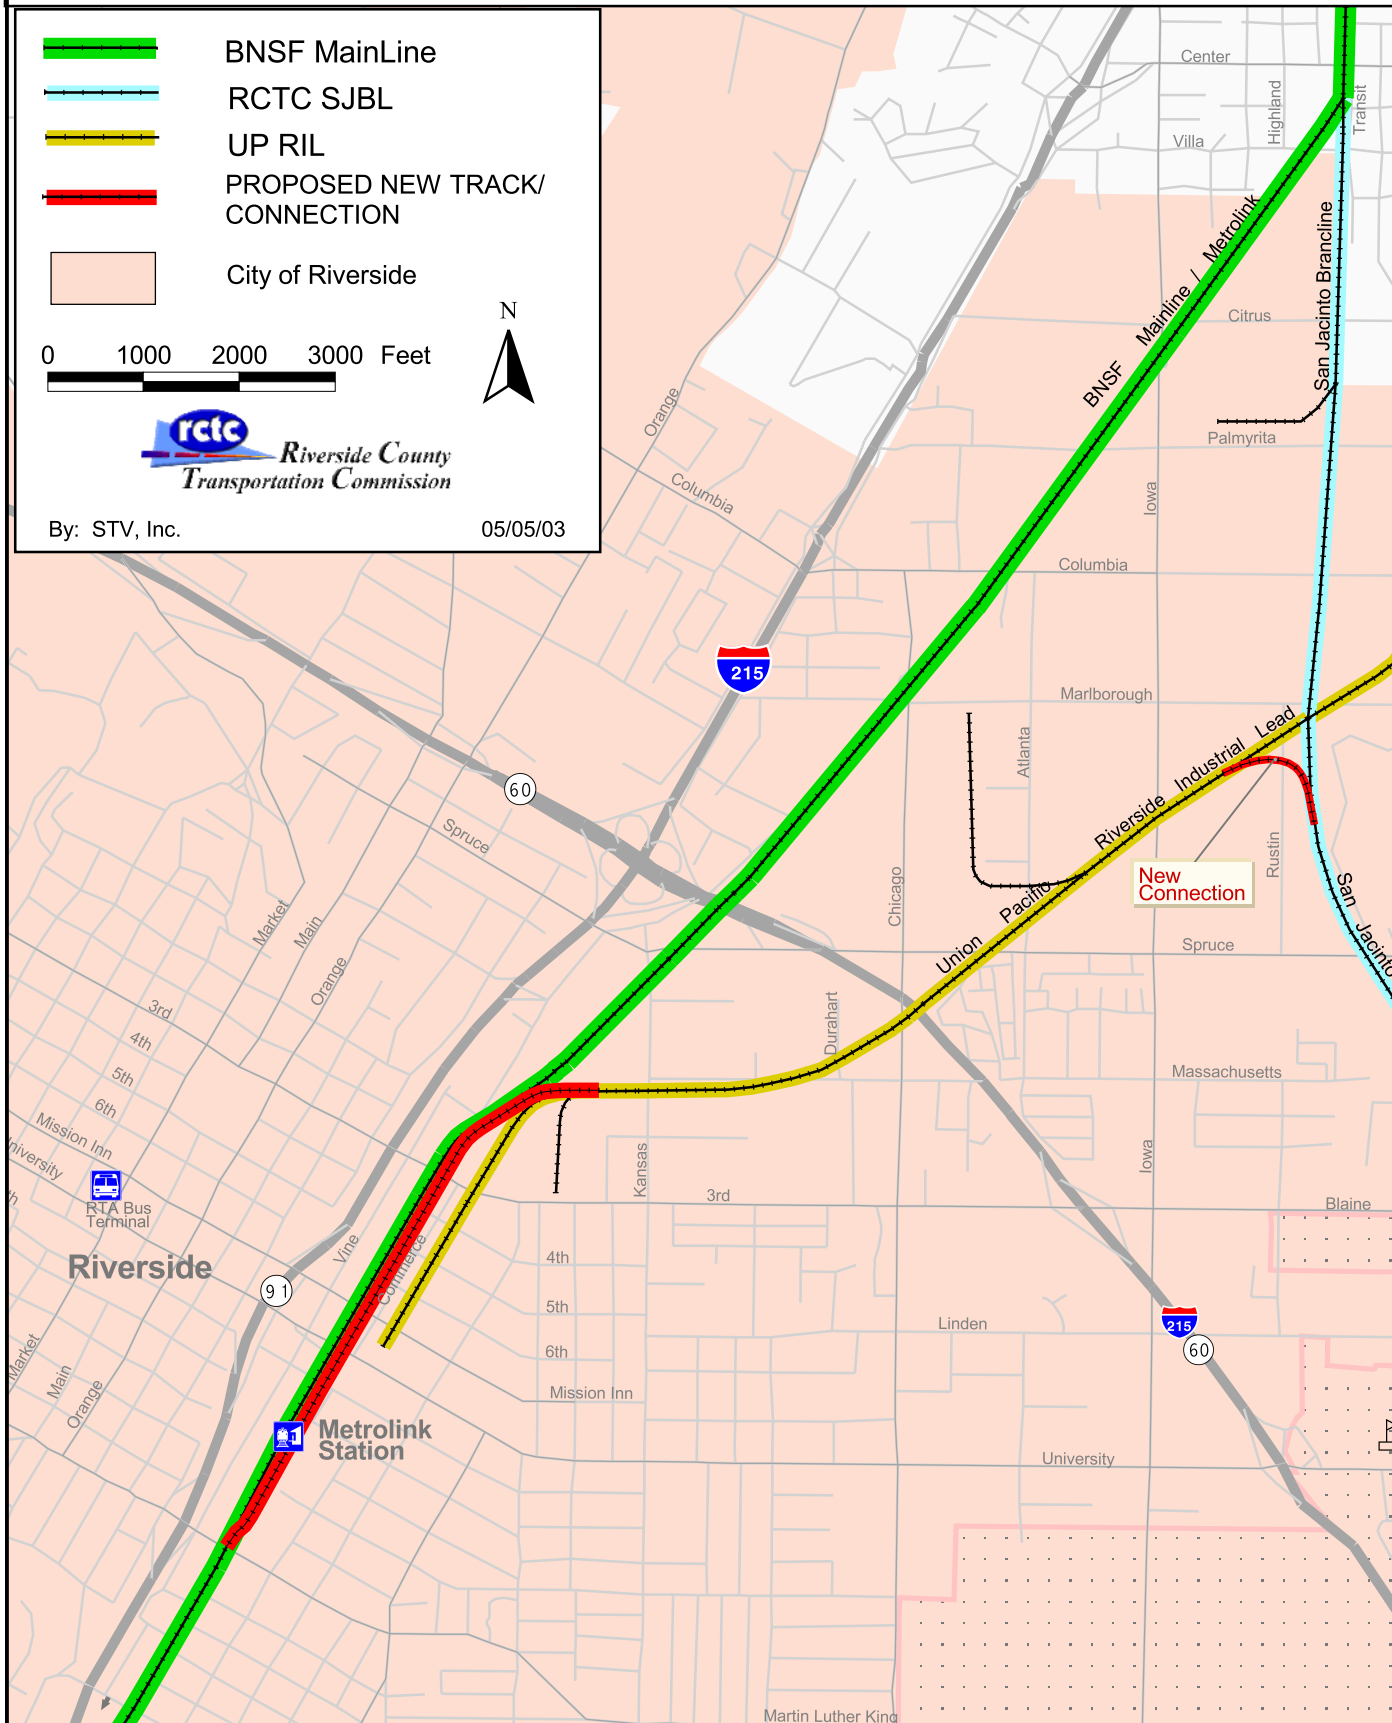 BNSF MainLine
RCTC SJBL
UP RIL
PROPOSED NEW TRACK/
CONNECTION
City of Riverside
N
0 1000 2000 3000 Feet
rctc
Riverside County
Transportation Commission
By: STV, Inc. 05/05/03
Center
Highland
Transit
Villa
BNSF Mainline / Metrolink
San Jacinto Brancline
Citrus
Orange
Palmyrita
Columbia
Iowa
Columbia
215
Marlborough
Atlanta
Union Pacific Riverside Industrial Lead
60
Spruce
Rustin
New
Connection
Chicago
San Jacinto
Market
Main
Orange
Spruce
3rd
4th
5th
6th
Mission Inn
niversity
th
Durahart
Massachusetts
Kansas
Iowa
3rd
Blaine
RTA Bus
Terminal
Riverside
Vine
Commerce
91
4th
5th
6th
Mission Inn
Linden
215
60
Market
Main
Orange
Metrolink
Station
University
Martin Luther King